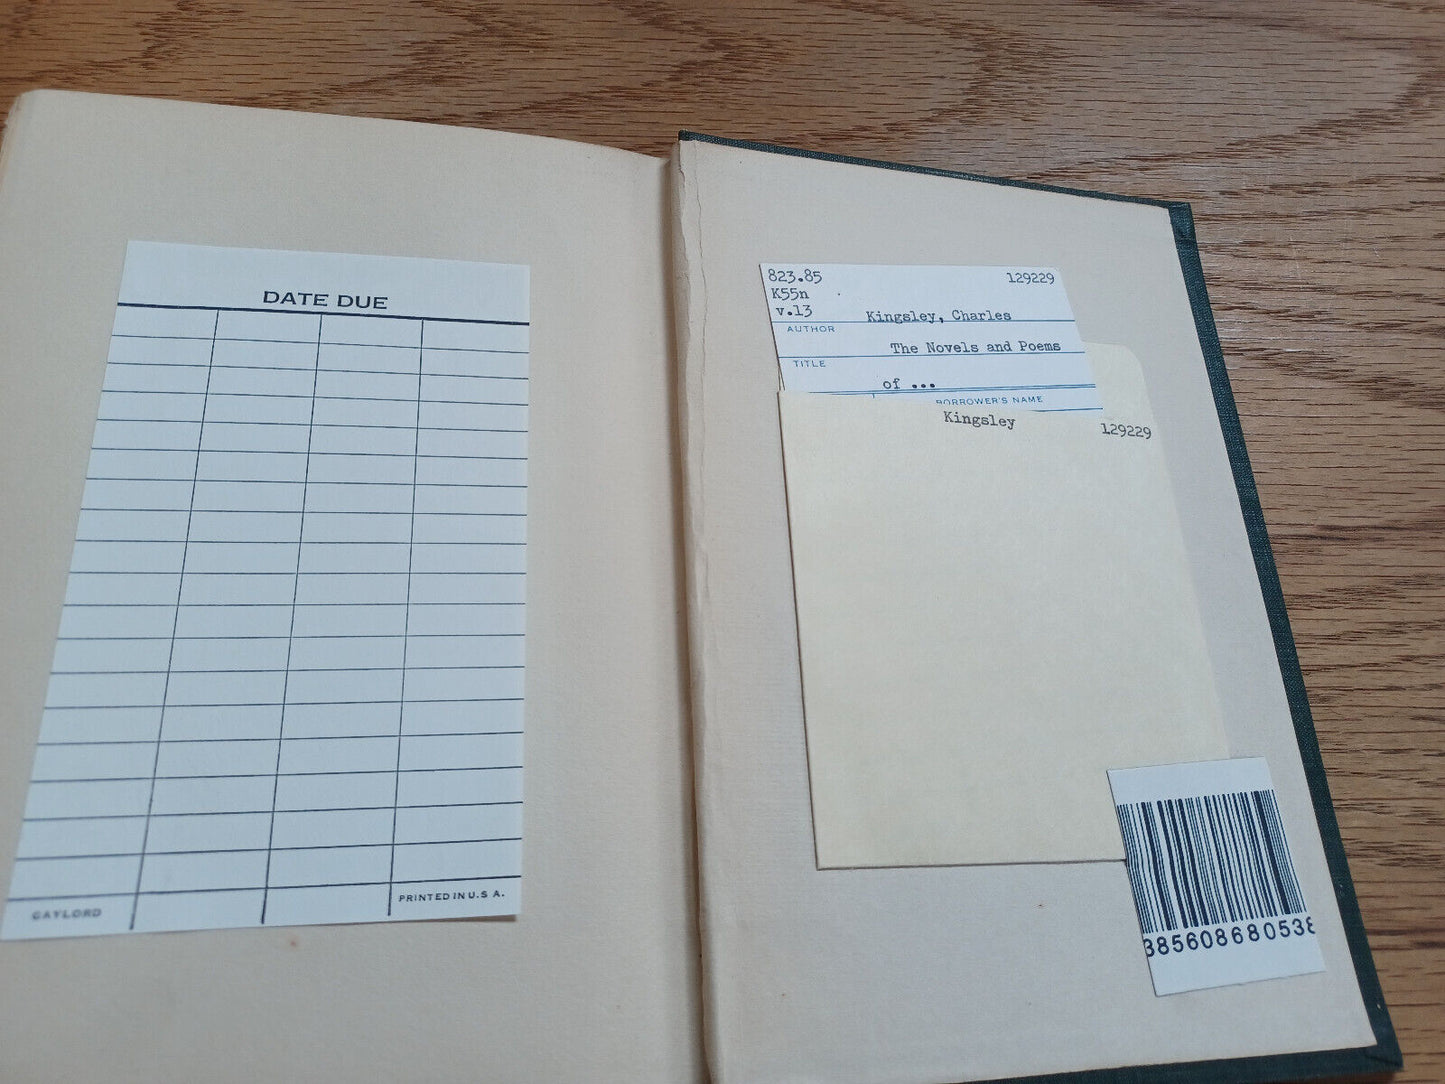 DATE DUE
GAYLORD
PRINTED IN U.S.A.
823.85 129229
K55n
v.13 Kingsley, Charles
AUTHOR
The Novels and Poems
TITLE
of ...
BORROWER'S NAME
Kingsley 129229
38560868053